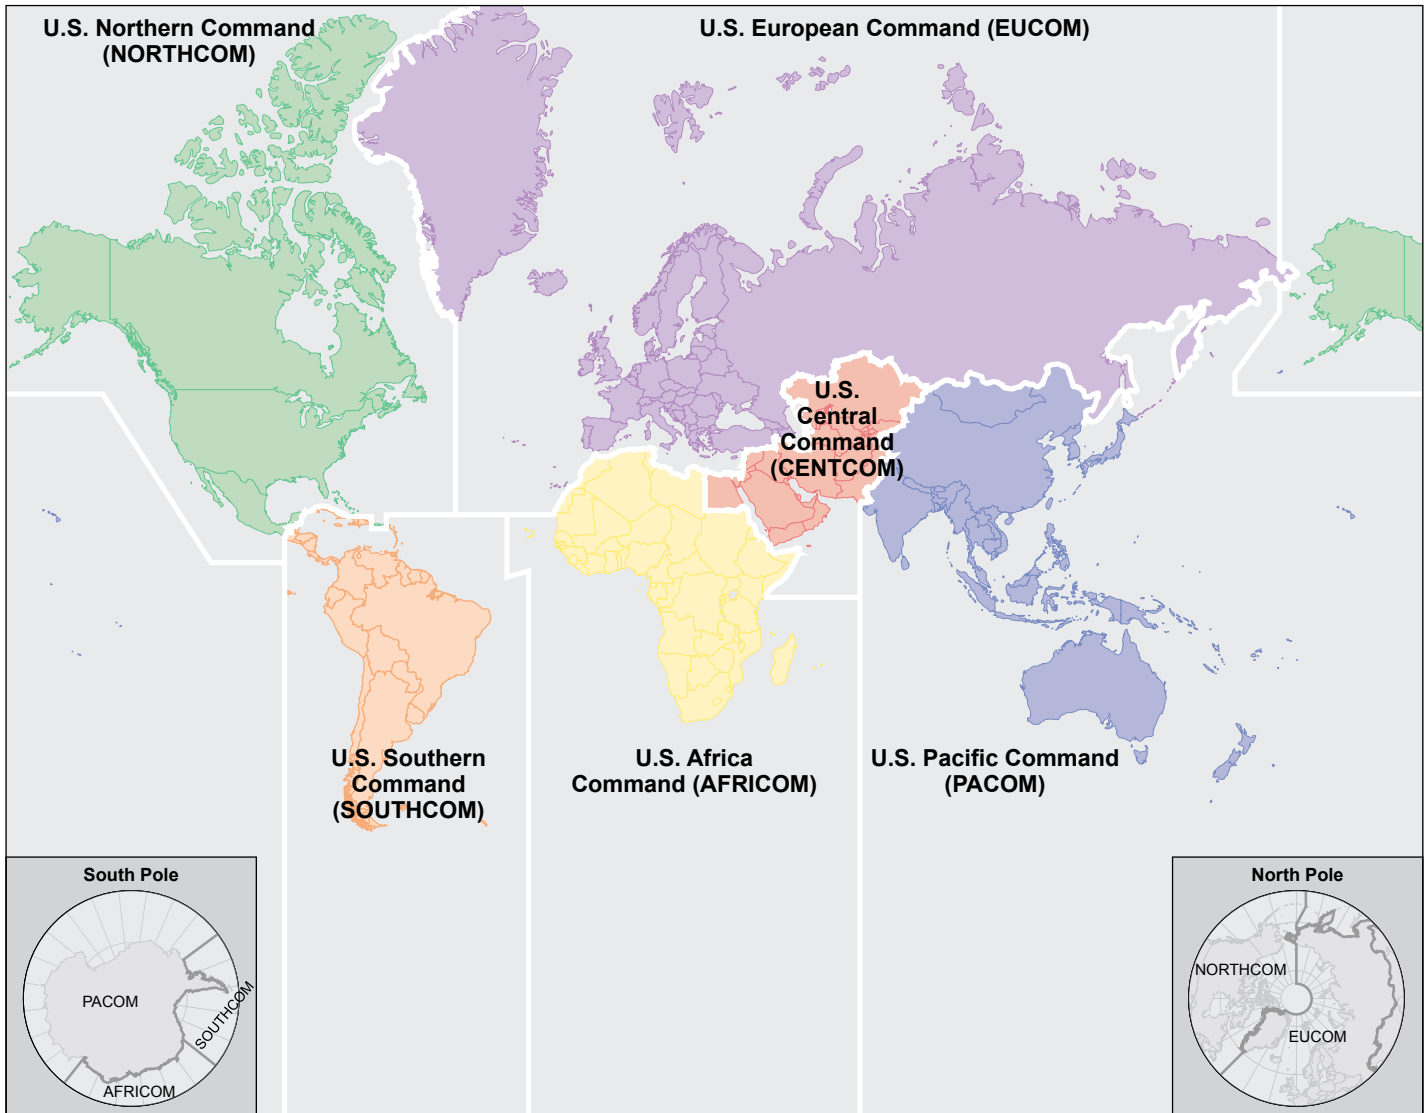 U.S. Northern Command
(NORTHCOM)
U.S. European Command (EUCOM)
U.S.
Central
Command
(CENTCOM)
U.S. Southern
Command
(SOUTHCOM)
U.S. Africa
Command (AFRICOM)
U.S. Pacific Command
(PACOM)
South Pole
PACOM
SOUTHCOM
AFRICOM
North Pole
NORTHCOM
EUCOM